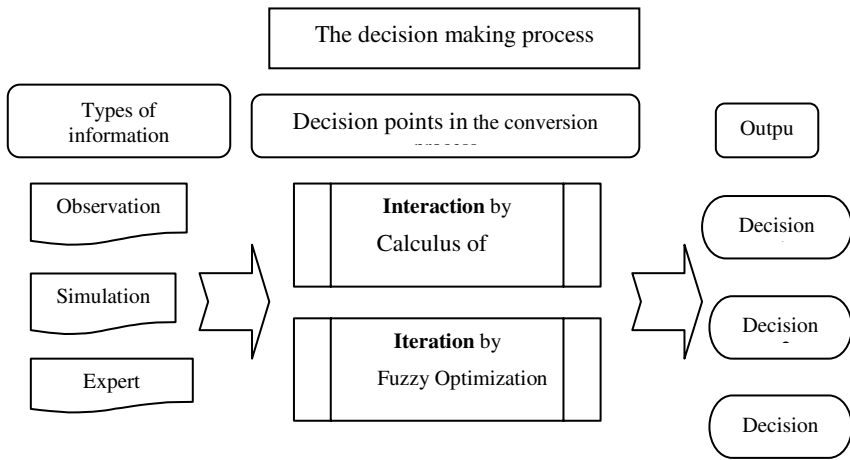 The decision making process
Types of
information
Decision points in the conversion
Outpu
Observation
Simulation
Expert
Interaction by
Calculus of
Iteration by
Fuzzy Optimization
Decision
Decision
Decision